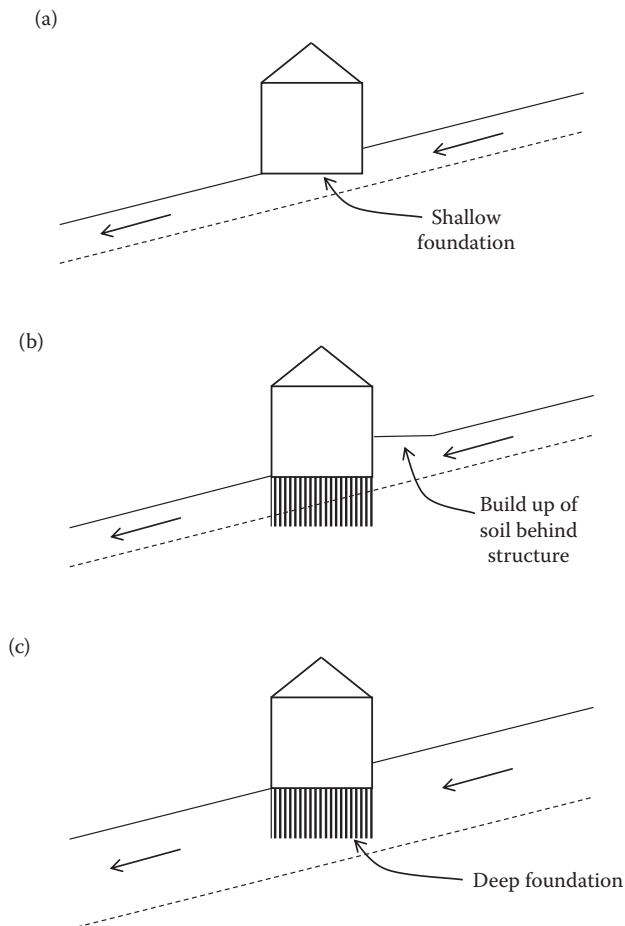 (a)
Shallow
foundation
(b)
Build up of
soil behind
structure
(c)
Deep foundation